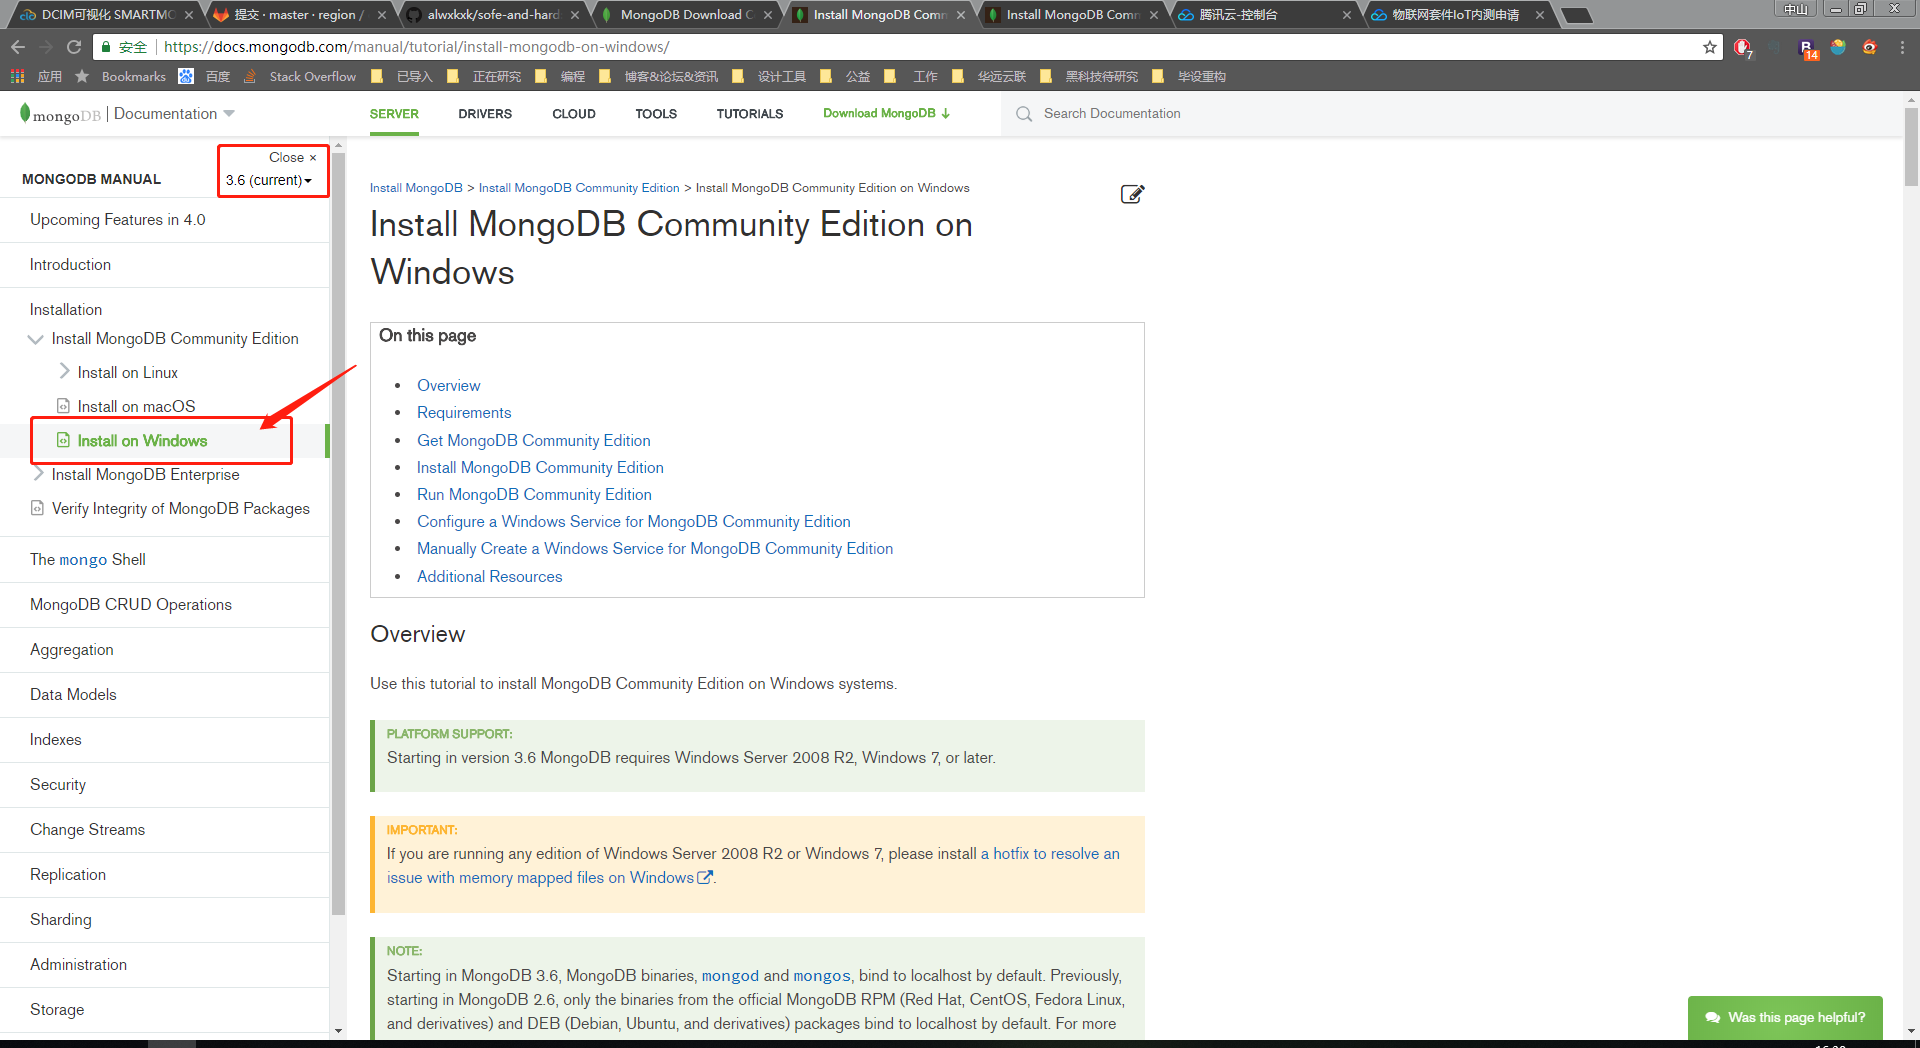 DCIM可视化 SMARTMO
提交 · master · region /
alwxkxk/sofe-and-hard
MongoDB Download C
Install MongoDB Comm
Install MongoDB Comm
腾讯云-控制台
物联网套件IoT内测申请
中山
安全
https://docs.mongodb.com/manual/tutorial/install-mongodb-on-windows/
7
14
应用
Bookmarks
百度
Stack Overflow
已导入
正在研究
编程
博客&论坛&资讯
设计工具
公益
工作
华远云联
黑科技待研究
毕设重构
mongoDB | Documentation
SERVER
DRIVERS
CLOUD
TOOLS
TUTORIALS
Download MongoDB
Search Documentation
Close ×
MONGODB MANUAL
3.6 (current)
Upcoming Features in 4.0
Introduction
Installation
Install MongoDB Community Edition
Install on Linux
Install on macOS
Install on Windows
Install MongoDB Enterprise
Verify Integrity of MongoDB Packages
The mongo Shell
MongoDB CRUD Operations
Aggregation
Data Models
Indexes
Security
Change Streams
Replication
Sharding
Administration
Storage
Install MongoDB > Install MongoDB Community Edition > Install MongoDB Community Edition on Windows
Install MongoDB Community Edition on
Windows
On this page
• Overview
• Requirements
• Get MongoDB Community Edition
• Install MongoDB Community Edition
• Run MongoDB Community Edition
• Configure a Windows Service for MongoDB Community Edition
• Manually Create a Windows Service for MongoDB Community Edition
• Additional Resources
Overview
Use this tutorial to install MongoDB Community Edition on Windows systems.
PLATFORM SUPPORT:
Starting in version 3.6 MongoDB requires Windows Server 2008 R2, Windows 7, or later.
IMPORTANT:
If you are running any edition of Windows Server 2008 R2 or Windows 7, please install a hotfix to resolve an
issue with memory mapped files on Windows.
NOTE:
Starting in MongoDB 3.6, MongoDB binaries, mongod and mongos, bind to localhost by default. Previously,
starting in MongoDB 2.6, only the binaries from the official MongoDB RPM (Red Hat, CentOS, Fedora Linux,
and derivatives) and DEB (Debian, Ubuntu, and derivatives) packages bind to localhost by default. For more
Was this page helpful?